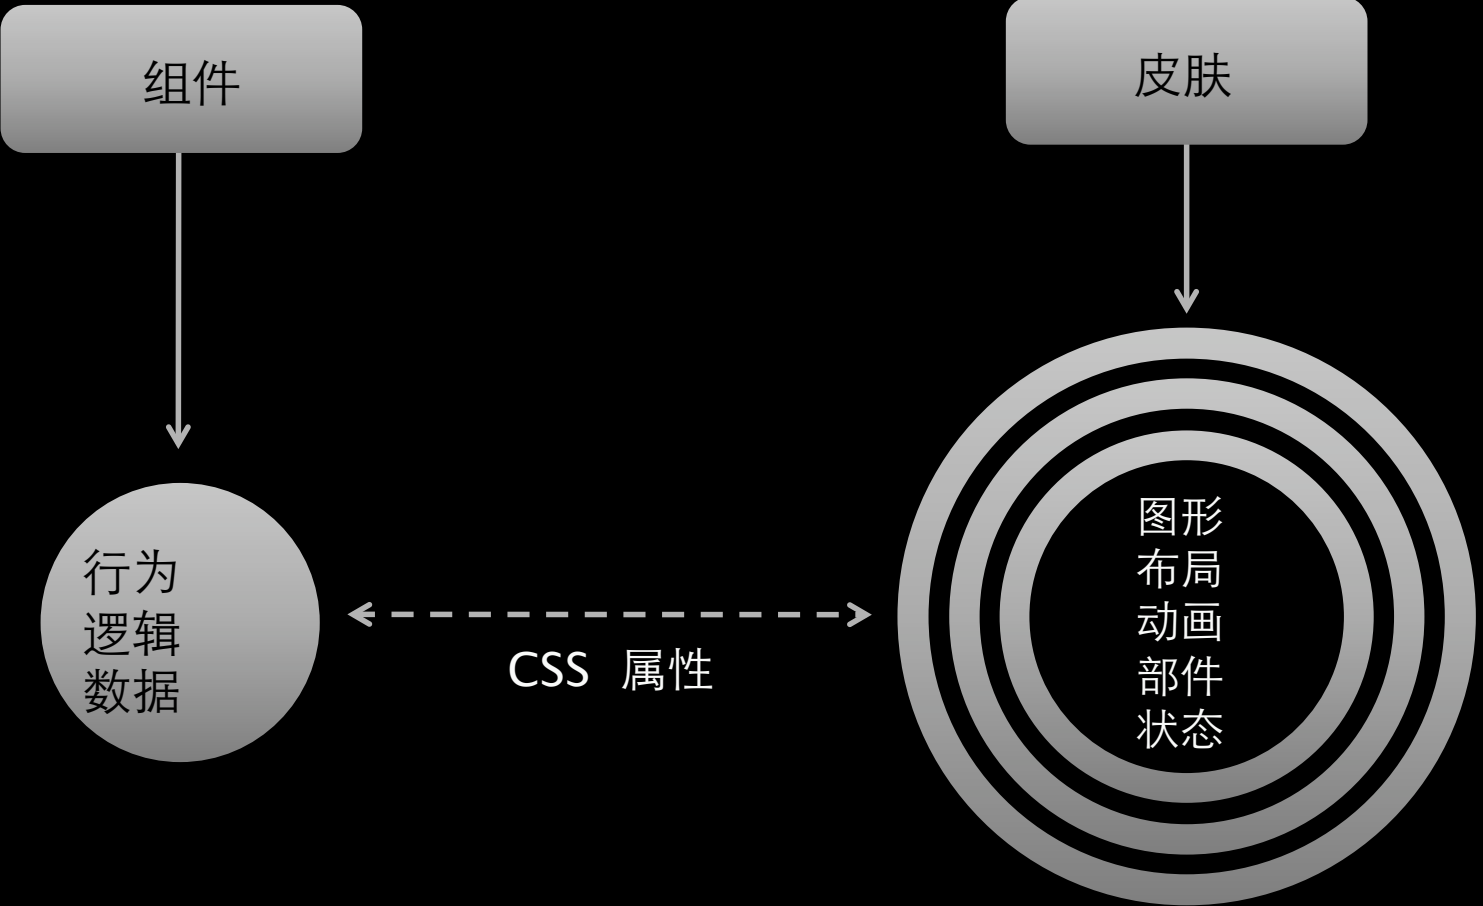 组件
皮肤
行为
逻辑
数据
CSS 属性
图形
布局
动画
部件
状态